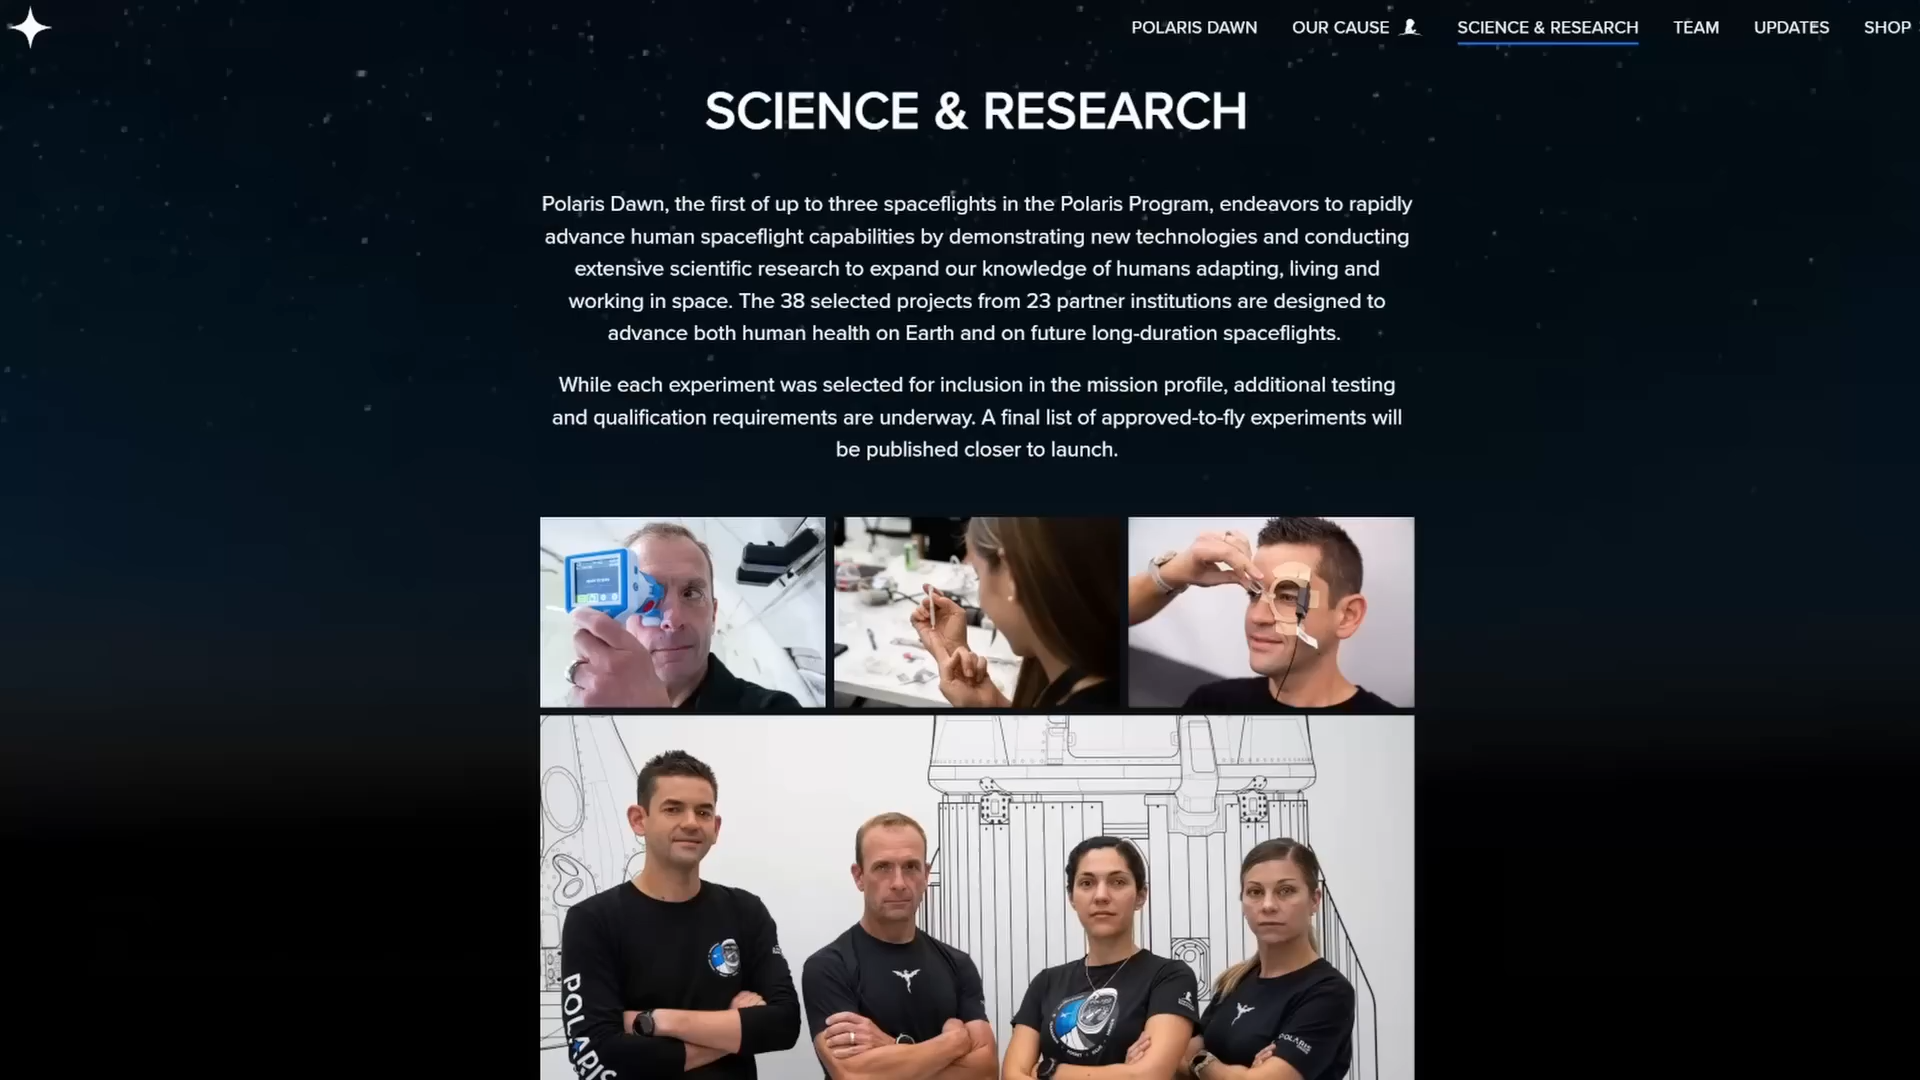 POLARIS DAWN OUR CAUSE SCIENCE & RESEARCH TEAM UPDATES SHOP
SCIENCE & RESEARCH
Polaris Dawn, the first of up to three spaceflights in the Polaris Program, endeavors to rapidly
advance human spaceflight capabilities by demonstrating new technologies and conducting
extensive scientific research to expand our knowledge of humans adapting, living and
working in space. The 38 selected projects from 23 partner institutions are designed to
advance both human health on Earth and on future long-duration spaceflights.
While each experiment was selected for inclusion in the mission profile, additional testing
and qualification requirements are underway. A final list of approved-to-fly experiments will
be published closer to launch.
POLARIS
POLARIS